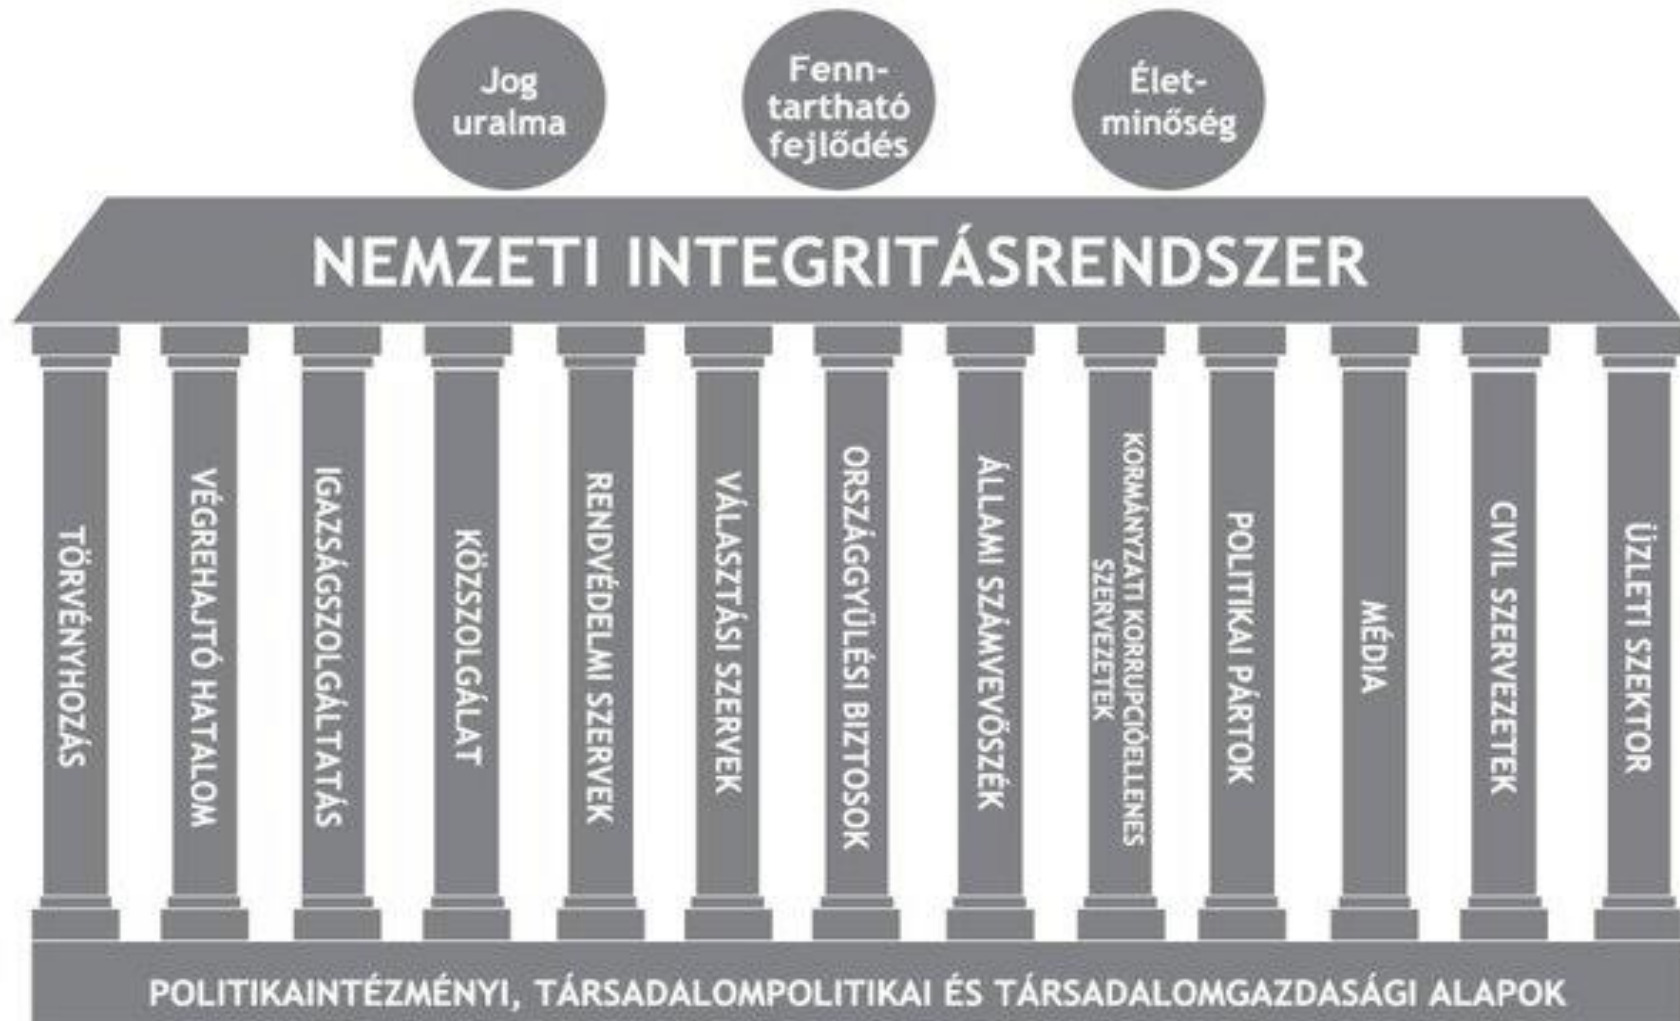 Jog
uralma
Fenn-
tartható
fejlődés
Élet-
minőség
NEMZETI INTEGRITÁSRENDSZER
TÖRVÉNYHOZÁS
VÉGREHAJTÓ HATALOM
IGAZSÁGSZOLGÁLTATÁS
KÖZSZOLGÁLAT
RENDVÉDELMI SZERVEK
VÁLASZTÁSI SZERVEK
ORSZÁGGYŰLÉSI BIZTOSOK
ÁLLAMI SZÁMVEVŐSZÉK
KORMÁNYZATI KORRUPCIÓELLENES
SZERVEZETEK
POLITIKAI PÁRTOK
MÉDIA
CIVIL SZERVEZETEK
ÜZLETI SZEKTOR
POLITIKAINTÉZMÉNYI, TÁRSADALOMPOLITIKAI ÉS TÁRSADALOMGAZDASÁGI ALAPOK